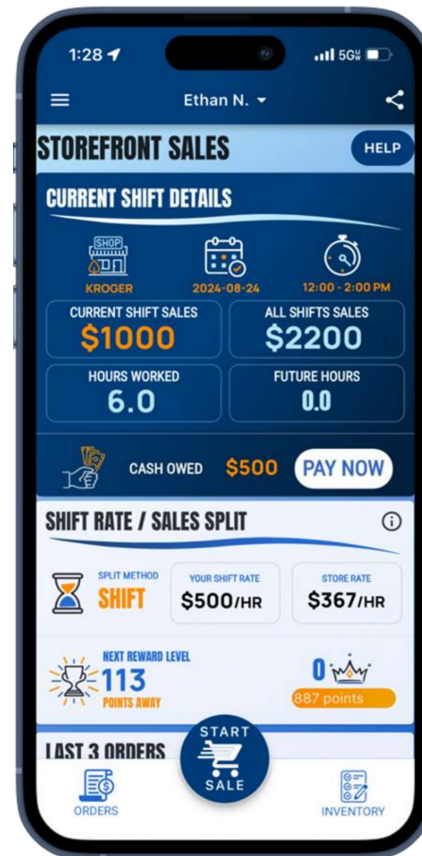 1:28
5G
Ethan N.
STOREFRONT SALES
HELP
CURRENT SHIFT DETAILS
SHOP
KROGER
2024-08-24
12:00 - 2:00 PM
CURRENT SHIFT SALES
$1000
ALL SHIFTS SALES
$2200
HOURS WORKED
6.0
FUTURE HOURS
0.0
CASH OWED
$500
PAY NOW
SHIFT RATE / SALES SPLIT
SPLIT METHOD
SHIFT
YOUR SHIFT RATE
$500/HR
STORE RATE
$367/HR
NEXT REWARD LEVEL
113
POINTS AWAY
0
887 points
LAST 3 ORDERS
START
SALE
ORDERS
INVENTORY